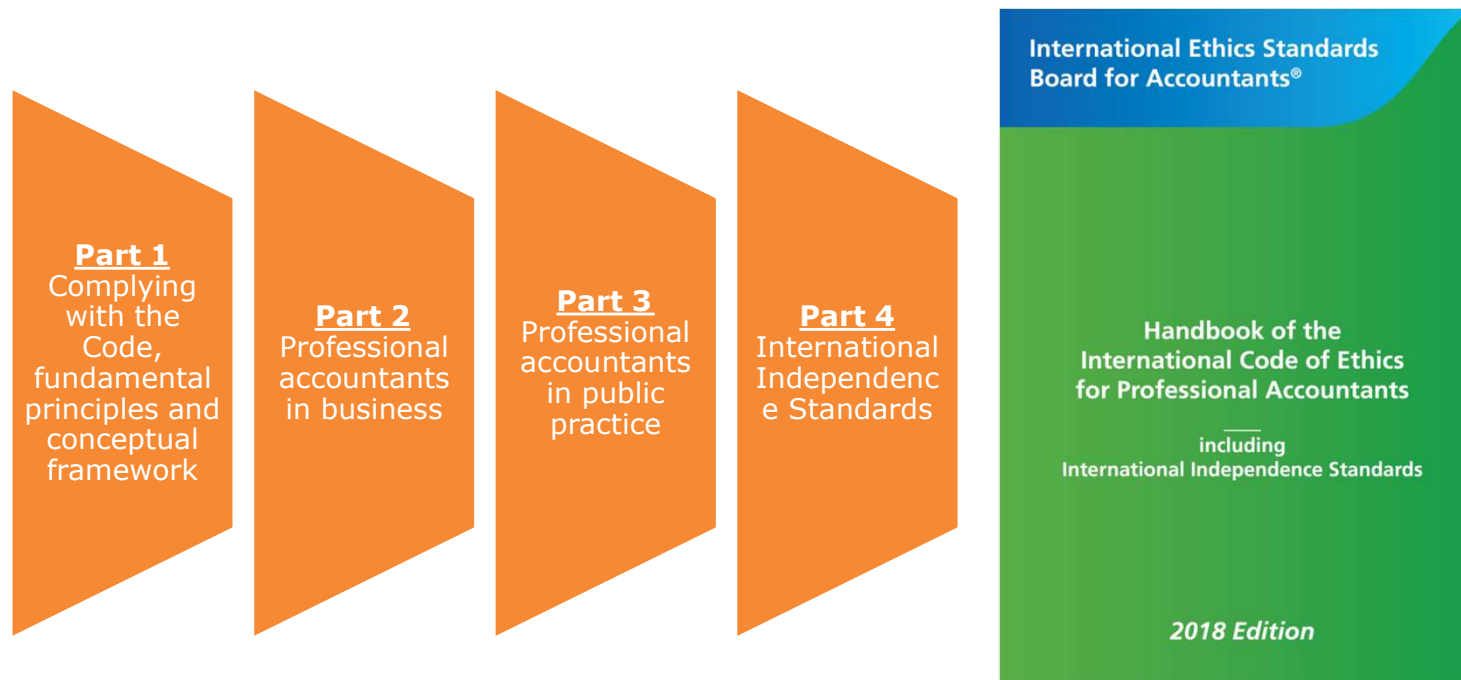 Part 1
Complying
with the
Code,
fundamental
principles and
conceptual
framework
Part 2
Professional
accountants
in business
Part 3
Professional
accountants
in public
practice
Part 4
International
Independenc
e Standards
International Ethics Standards
Board for Accountants®
Handbook of the
International Code of Ethics
for Professional Accountants
including
International Independence Standards
2018 Edition